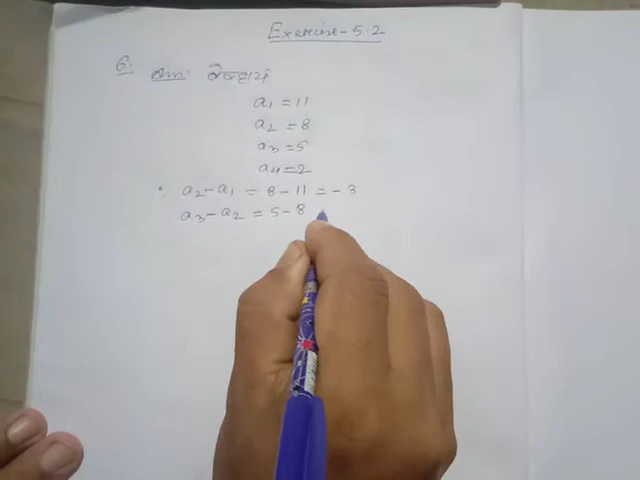 Exercise - 5.2
6. Ans:
a₁ = 11
a₂ = 8
a₃ = 5
a₄ = 2
∴ a₂ - a₁ = 8 - 11 = - 3
a₃ - a₂ = 5 - 8